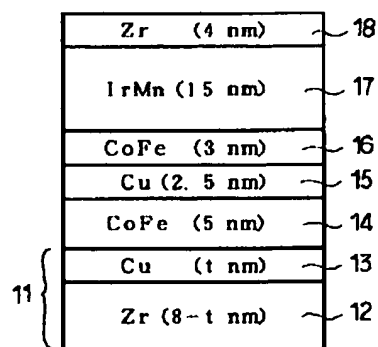 Zr (4 nm) 18
IrMn (15 nm) 17
CoFe (3 nm) 16
Cu (2. 5 nm) 15
CoFe (5 nm) 14
11 Cu (t nm) 13
Zr (8-t nm) 12